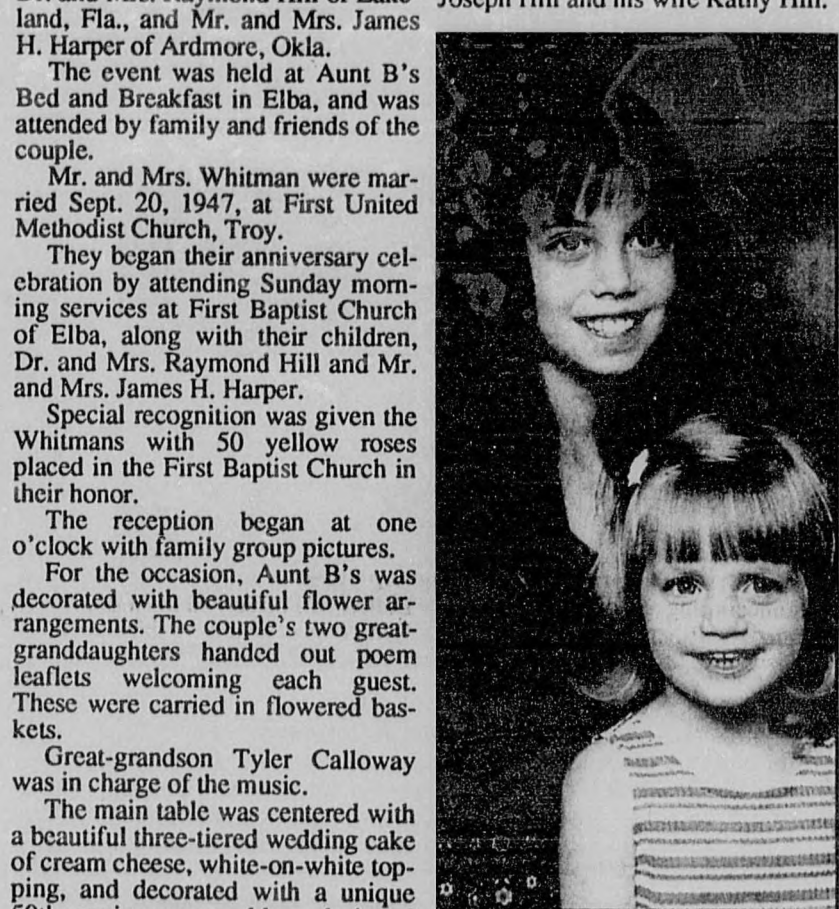 Dr. and Mrs. Raymond Hill of Lake-
land, Fla., and Mr. and Mrs. James
H. Harper of Ardmore, Okla.
The event was held at Aunt B's
Bed and Breakfast in Elba, and was
attended by family and friends of the
couple.
Mr. and Mrs. Whitman were mar-
ried Sept. 20, 1947, at First United
Methodist Church, Troy.
They began their anniversary cel-
ebration by attending Sunday morn-
ing services at First Baptist Church
of Elba, along with their children,
Dr. and Mrs. Raymond Hill and Mr.
and Mrs. James H. Harper.
Special recognition was given the
Whitmans with 50 yellow roses
placed in the First Baptist Church in
their honor.
The reception began at one
o'clock with family group pictures.
For the occasion, Aunt B's was
decorated with beautiful flower ar-
rangements. The couple's two great-
granddaughters handed out poem
leaflets welcoming each guest.
These were carried in flowered bas-
kets.
Great-grandson Tyler Calloway
was in charge of the music.
The main table was centered with
a beautiful three-tiered wedding cake
of cream cheese, white-on-white top-
ping, and decorated with a unique
Joseph Hill and his wife Kathy Hill.